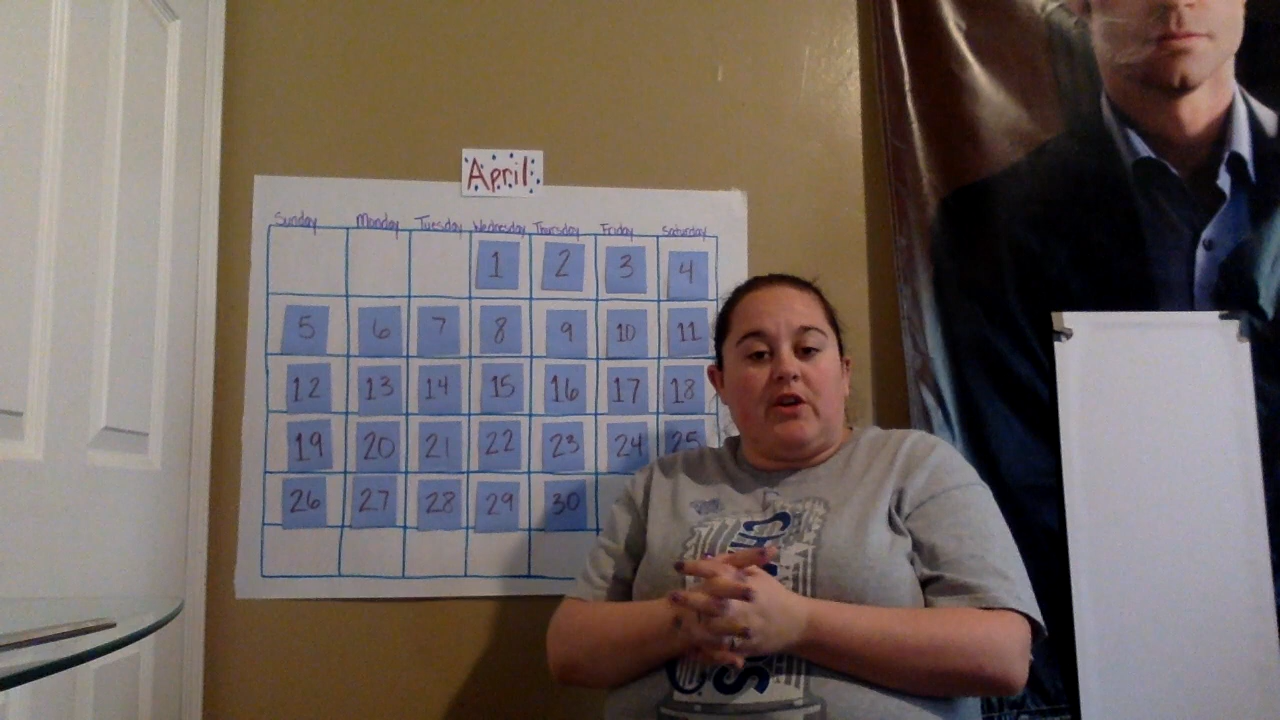 April
Sunday Monday Tuesday Wednesday Thursday Friday Saturday
1 2 3 4
5 6 7 8 9 10 11
12 13 14 15 16 17 18
19 20 21 22 23 24 25
26 27 28 29 30